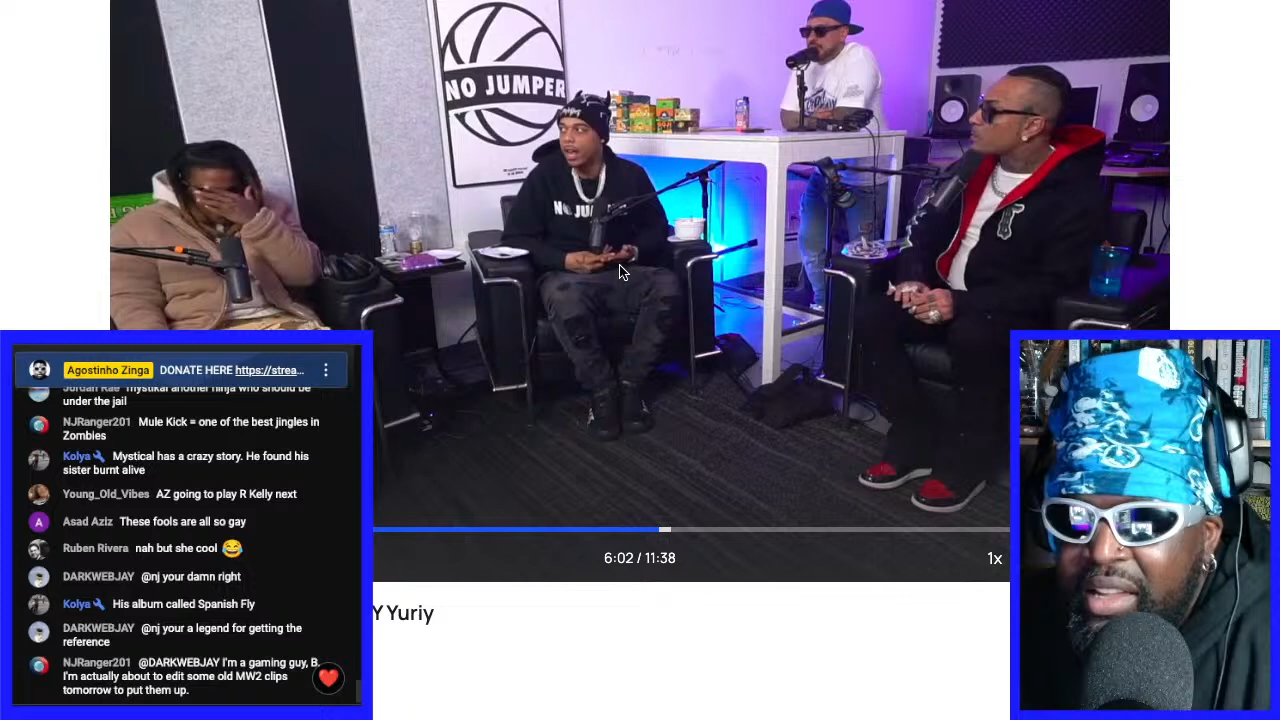 NO JUMPER
NO JUM
Agostinho Zinga DONATE HERE https://strea...
Jordan Rae mystikal another ninja who should be
under the jail
NJRanger201 Mule Kick = one of the best jingles in
Zombies
Kolya Mystical has a crazy story. He found his
sister burnt alive
Young_Old_Vibes AZ going to play R Kelly next
A Asad Aziz These fools are all so gay
Ruben Rivera nah but she cool
DARKWEBJAY @nj your damn right
Kolya His album called Spanish Fly
DARKWEBJAY @nj your a legend for getting the
reference
NJRanger201 @DARKWEBJAY I'm a gaming guy, B.
I'm actually about to edit some old MW2 clips
tomorrow to put them up.
6:02 / 11:38
1x
Y Yuriy